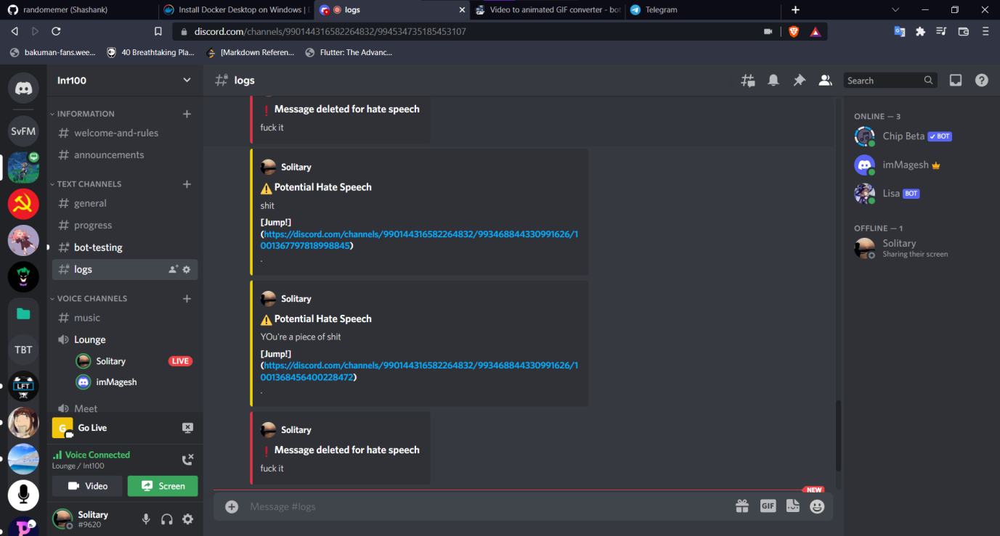 randomemer (Shashank)
Install Docker Desktop on Windows |
logs
Video to animated GIF converter - bot
Telegram
discord.com/channels/990144316582264832/994534735185453107
bakuman-fans.wee...
40 Breathtaking Pla...
[Markdown Referen...
Flutter: The Advanc...
Int100
logs
Search
INFORMATION
welcome-and-rules
announcements
TEXT CHANNELS
general
progress
bot-testing
logs
VOICE CHANNELS
music
Lounge
Solitary
LIVE
imMagesh
Meet
G
Go Live
Voice Connected
Lounge / Int100
Video
Screen
Solitary
#9620
SvFM
TBT
LFT
❗ Message deleted for hate speech
fuck it
Solitary
⚠️ Potential Hate Speech
shit
[Jump!]
(https://discord.com/channels/990144316582264832/993468844330991626/1
001367797818998845)
.
Solitary
⚠️ Potential Hate Speech
YOu're a piece of shit
[Jump!]
(https://discord.com/channels/990144316582264832/993468844330991626/1
001368456400228472)
.
Solitary
❗ Message deleted for hate speech
fuck it
NEW
Message #logs
GIF
ONLINE — 3
Chip Beta ✓ BOT
imMagesh
Lisa BOT
OFFLINE — 1
Solitary
Sharing their screen